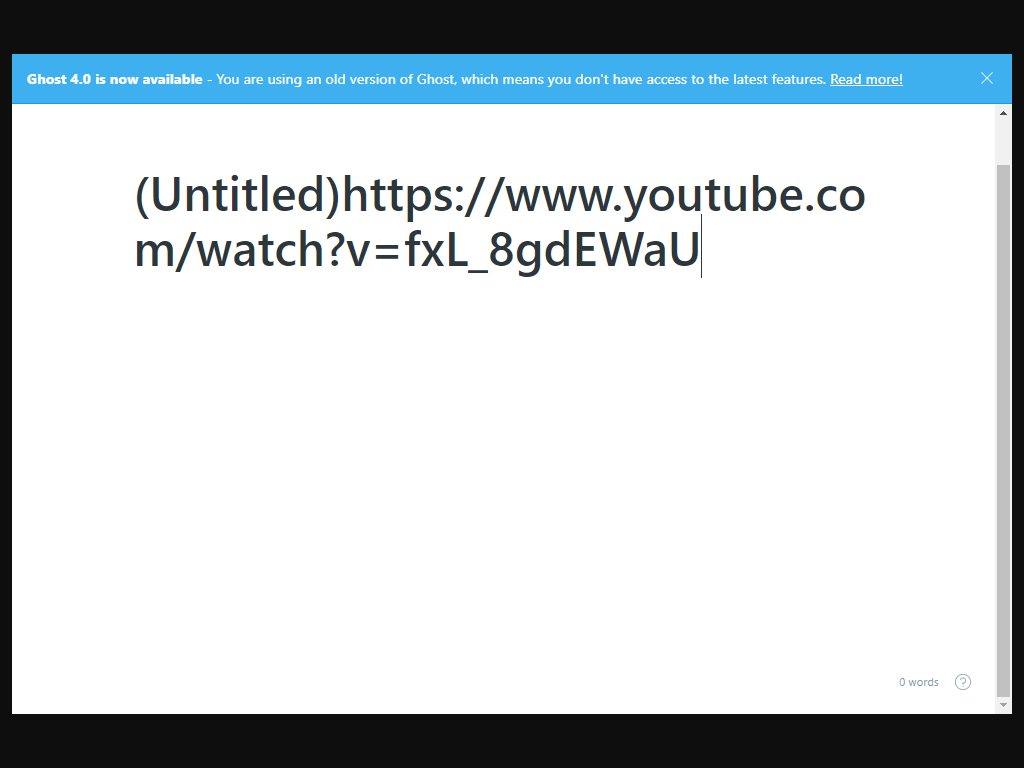 Ghost 4.0 is now available - You are using an old version of Ghost, which means you don't have access to the latest features. Read more!
(Untitled)https://www.youtube.co
m/watch?v=fxL_8gdEWaU
0 words